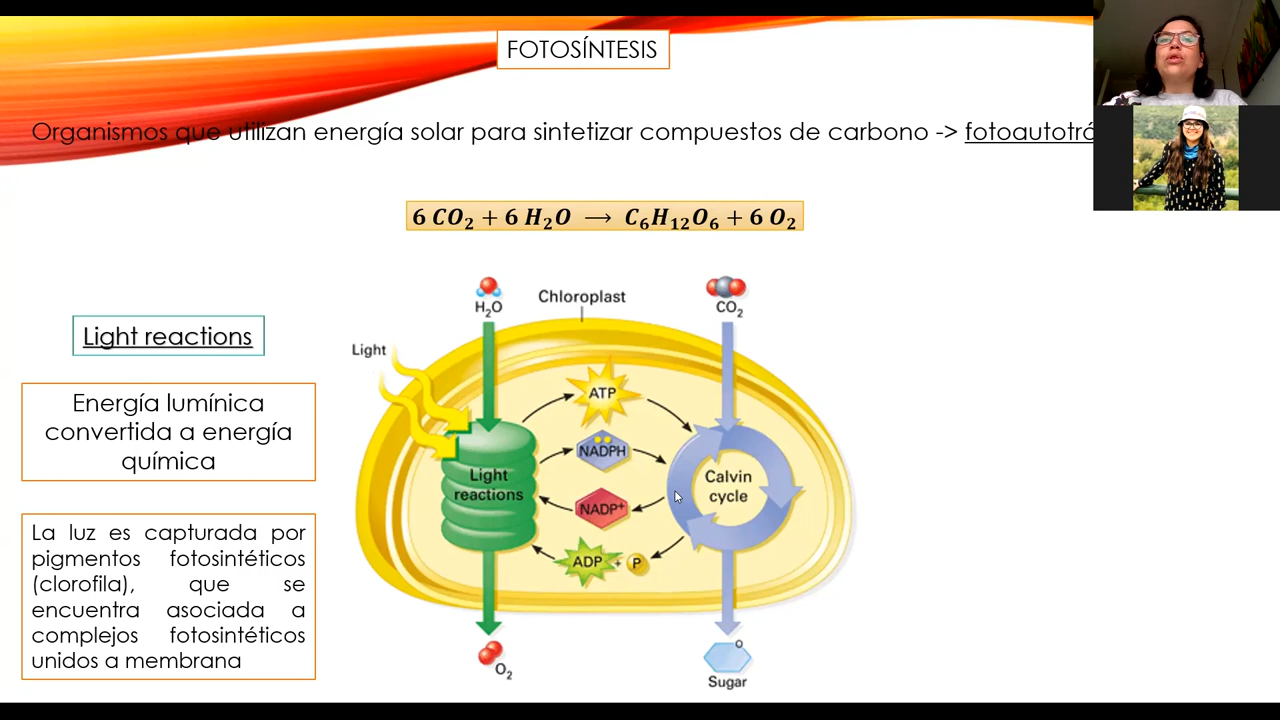 FOTOSÍNTESIS
Organismos que utilizan energía solar para sintetizar compuestos de carbono -> fotoautotró
6 CO₂ + 6 H₂O → C₆H₁₂O₆ + 6 O₂
Light reactions
Energía lumínica
convertida a energía
química
La luz es capturada por
pigmentos fotosintéticos
(clorofila), que se
encuentra asociada a
complejos fotosintéticos
unidos a membrana
H₂O
Chloroplast
CO₂
Light
ATP
NADPH
Light
reactions
Calvin
cycle
NADP⁺
ADP + P
O₂
O
Sugar